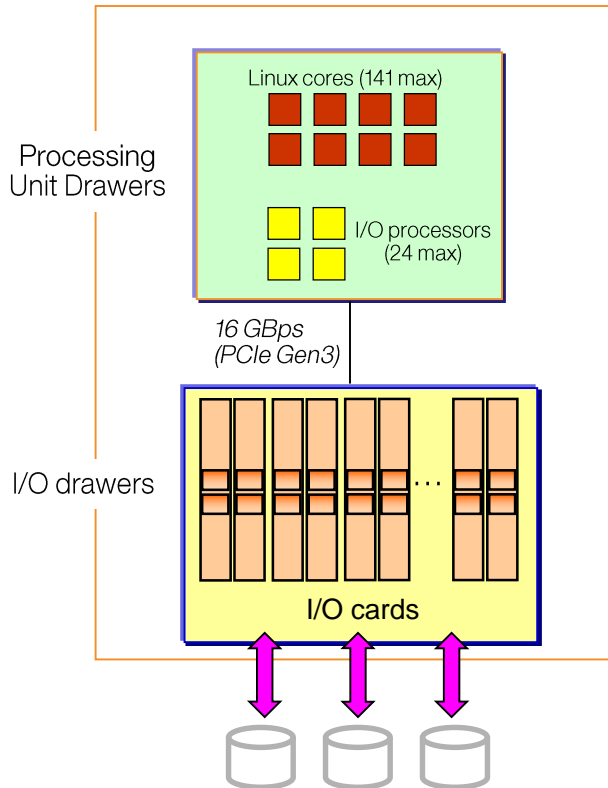 Linux cores (141 max)
Processing
Unit Drawers
I/O processors
(24 max)
16 GBps
(PCIe Gen3)
I/O drawers
...
I/O cards